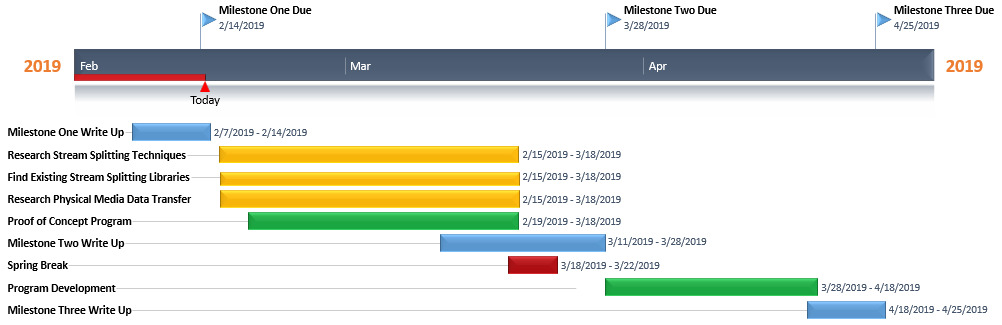 Milestone One Due
2/14/2019
Milestone Two Due
3/28/2019
Milestone Three Due
4/25/2019
2019 Feb Mar Apr 2019
Today
Milestone One Write Up 2/7/2019 - 2/14/2019
Research Stream Splitting Techniques 2/15/2019 - 3/18/2019
Find Existing Stream Splitting Libraries 2/15/2019 - 3/18/2019
Research Physical Media Data Transfer 2/15/2019 - 3/18/2019
Proof of Concept Program 2/19/2019 - 3/18/2019
Milestone Two Write Up 3/11/2019 - 3/28/2019
Spring Break 3/18/2019 - 3/22/2019
Program Development 3/28/2019 - 4/18/2019
Milestone Three Write Up 4/18/2019 - 4/25/2019